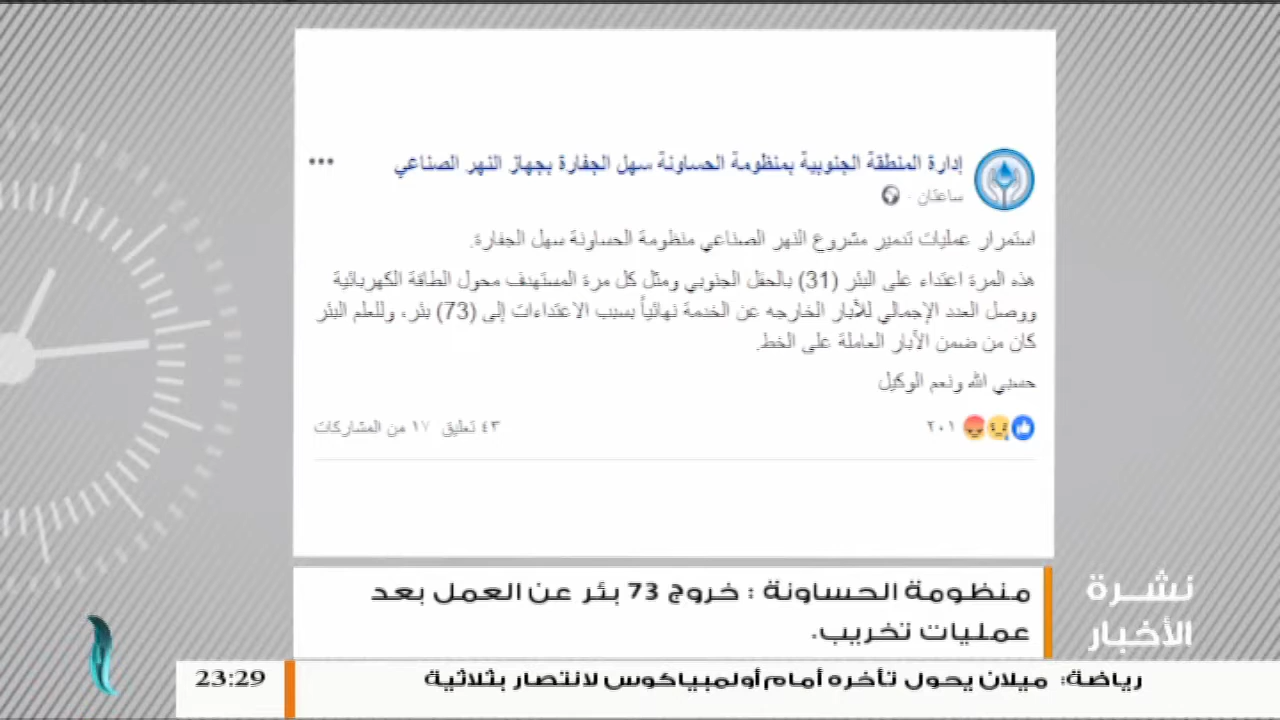 إدارة المنطقة الجنوبية بمنظومة الحساونة سهل الجفارة بجهاز النهر الصناعي
ساعتان ·
استمرار عمليات تدمير مشروع النهر الصناعي منظومة الحساونة سهل الجفارة.
هذه المرة اعتداء على البئر (31) بالحقل الجنوبي ومثل كل مرة المستهدف محول الطاقة الكهربائية
ووصل العدد الإجمالي للأبار الخارجه عن الخدمة نهائياً بسبب الاعتداءات إلى (73) بئر، وللعلم البئر
كان من ضمن الآبار العاملة على الخط.
حسبي الله ونعم الوكيل
٢٠١
٤٣ تعليق ١٧ من المشاركات
منظومة الحساونة : خروج 73 بئر عن العمل بعد
عمليات تخريب.
نشرة
الأخبار
رياضة: ميلان يحول تأخره أمام أولمبياكوس لانتصار بثلاثية
23:29